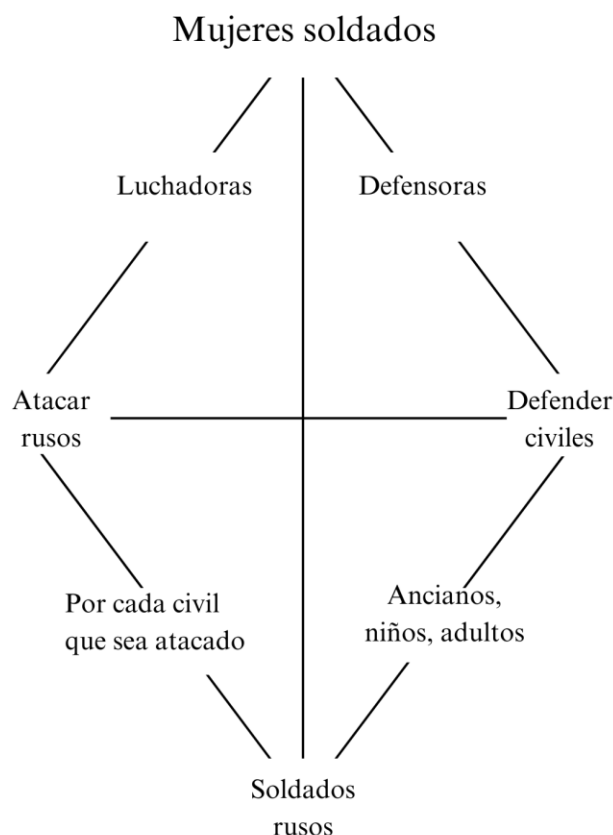 Mujeres soldados
Luchadoras
Defensoras
Atacar
rusos
Defender
civiles
Por cada civil
que sea atacado
Ancianos,
niños, adultos
Soldados
rusos